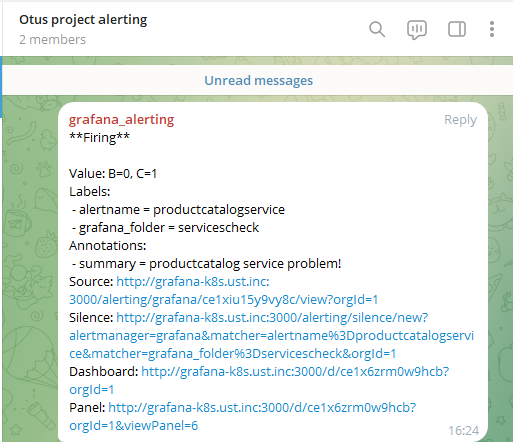 Otus project alerting
2 members
Unread messages
grafana_alerting
Reply
**Firing**
Value: B=0, C=1
Labels:
- alertname = productcatalogservice
- grafana_folder = servicescheck
Annotations:
- summary = productcatalog service problem!
Source: http://grafana-k8s.ust.inc:
3000/alerting/grafana/ce1xiu15y9vy8c/view?orgId=1
Silence: http://grafana-k8s.ust.inc:3000/alerting/silence/new?
alertmanager=grafana&matcher=alertname%3Dproductcatalogservi
ce&matcher=grafana_folder%3Dservicescheck&orgId=1
Dashboard: http://grafana-k8s.ust.inc:3000/d/ce1x6zrm0w9hcb?
orgId=1
Panel: http://grafana-k8s.ust.inc:3000/d/ce1x6zrm0w9hcb?
orgId=1&viewPanel=6
16:24